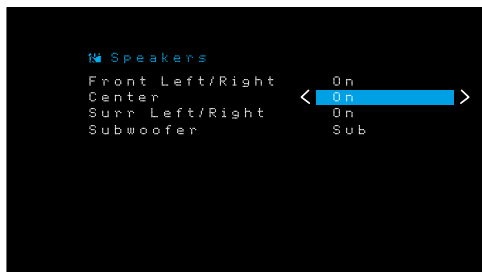 Speakers
Front Left/Right On
Center < On >
Surr Left/Right On
Subwoofer Sub